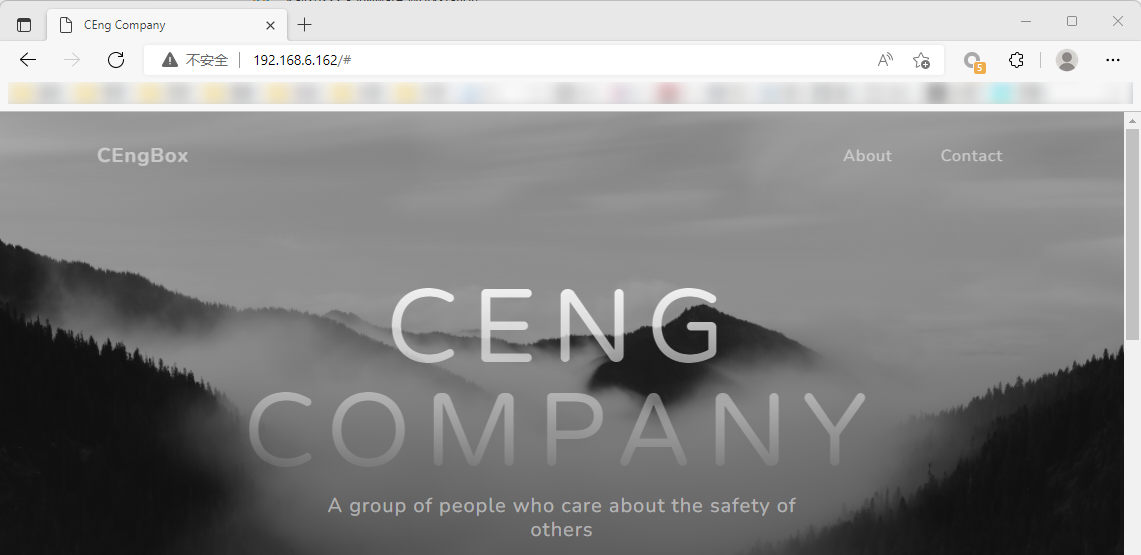 CEng Company
不安全
192.168.6.162/#
5
CEngBox
About
Contact
CENG
COMPANY
A group of people who care about the safety of
others